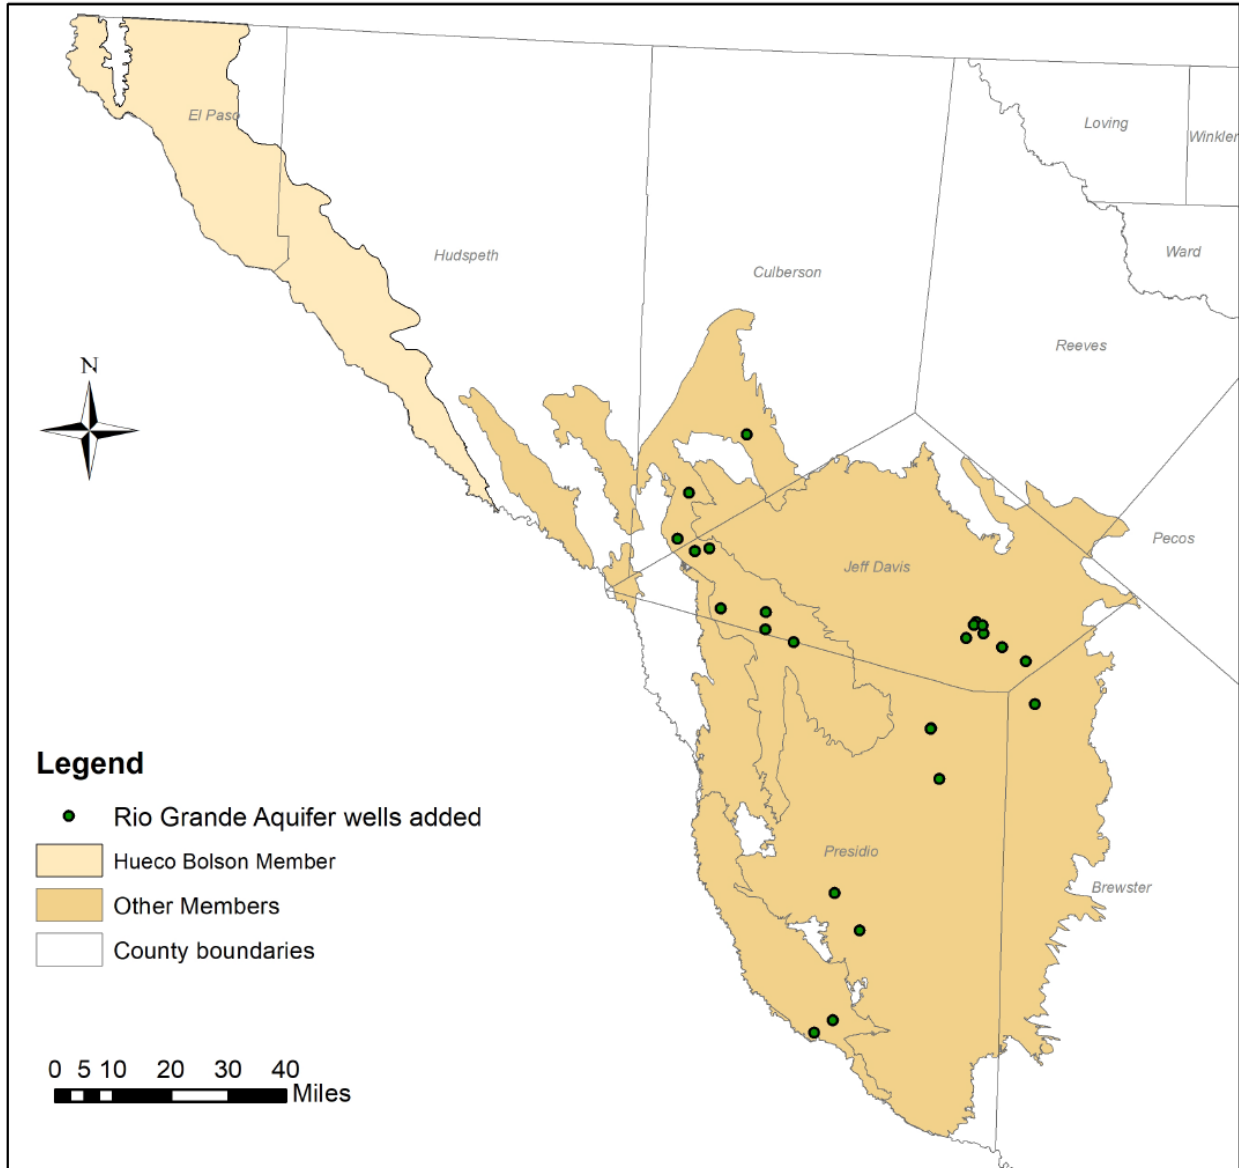 El Paso
Loving
Winkler
Hudspeth
Ward
Culberson
Reeves
N
Pecos
Jeff Davis
Presidio
Brewster
Legend
Rio Grande Aquifer wells added
Hueco Bolson Member
Other Members
County boundaries
0 5 10 20 30 40
Miles